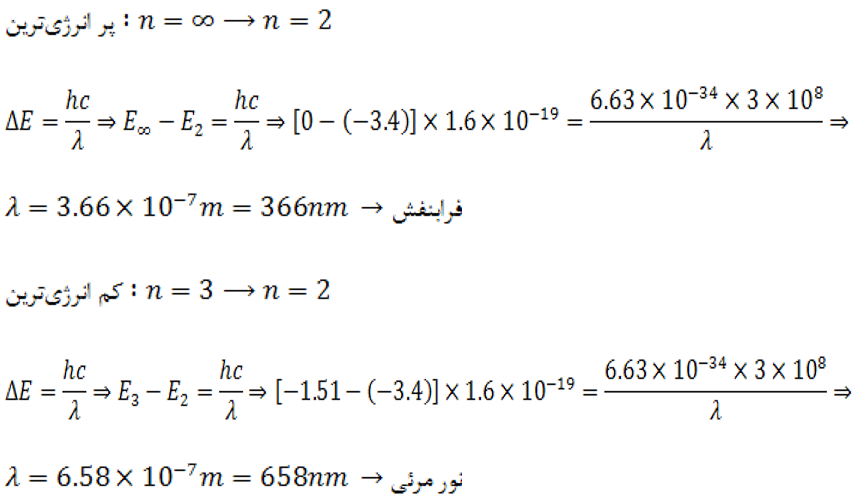 پر انرژی‌ترین : n = ∞ ⟶ n = 2
ΔE = hc/λ ⇒ E∞ − E₂ = hc/λ ⇒ [0 − (−3.4)] × 1.6 × 10⁻¹⁹ = (6.63 × 10⁻³⁴ × 3 × 10⁸)/λ ⇒
λ = 3.66 × 10⁻⁷m = 366nm → فرابنفش
کم انرژی‌ترین : n = 3 ⟶ n = 2
ΔE = hc/λ ⇒ E₃ − E₂ = hc/λ ⇒ [−1.51 − (−3.4)] × 1.6 × 10⁻¹⁹ = (6.63 × 10⁻³⁴ × 3 × 10⁸)/λ ⇒
λ = 6.58 × 10⁻⁷m = 658nm → نور مرئی